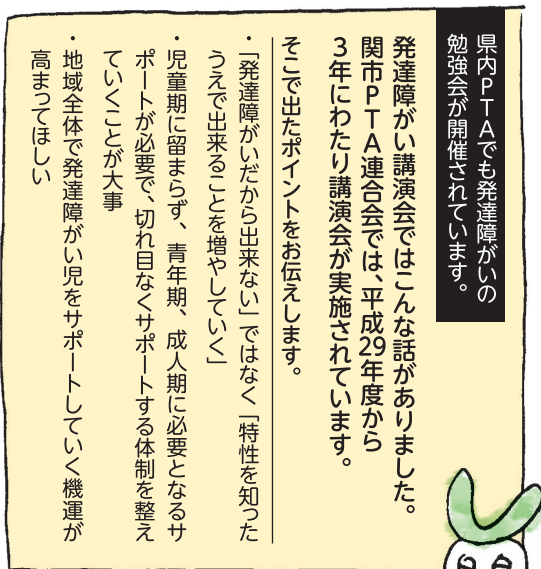 県内PTAでも発達障がいの
勉強会が開催されています。
発達障がい講演会ではこんな話がありました。
関市PTA連合会では、平成29年度から
3年にわたり講演会が実施されています。
そこで出たポイントをお伝えします。
・「発達障がいだから出来ない」ではなく「特性を知った
うえで出来ることを増やしていく」
・児童期に留まらず、青年期、成人期に必要となるサ
ポートが必要で、切れ目なくサポートする体制を整え
ていくことが大事
・地域全体で発達障がい児をサポートしていく機運が
高まってほしい